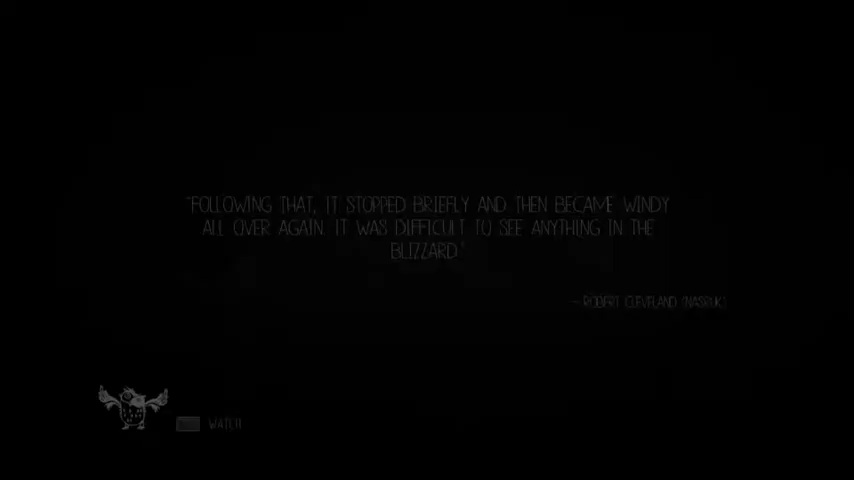 "FOLLOWING THAT, IT STOPPED BRIEFLY AND THEN BECAME WINDY
ALL OVER AGAIN. IT WAS DIFFICULT TO SEE ANYTHING IN THE
BLIZZARD."
– ROBERT CLEVELAND (NASRUK)
WATCH